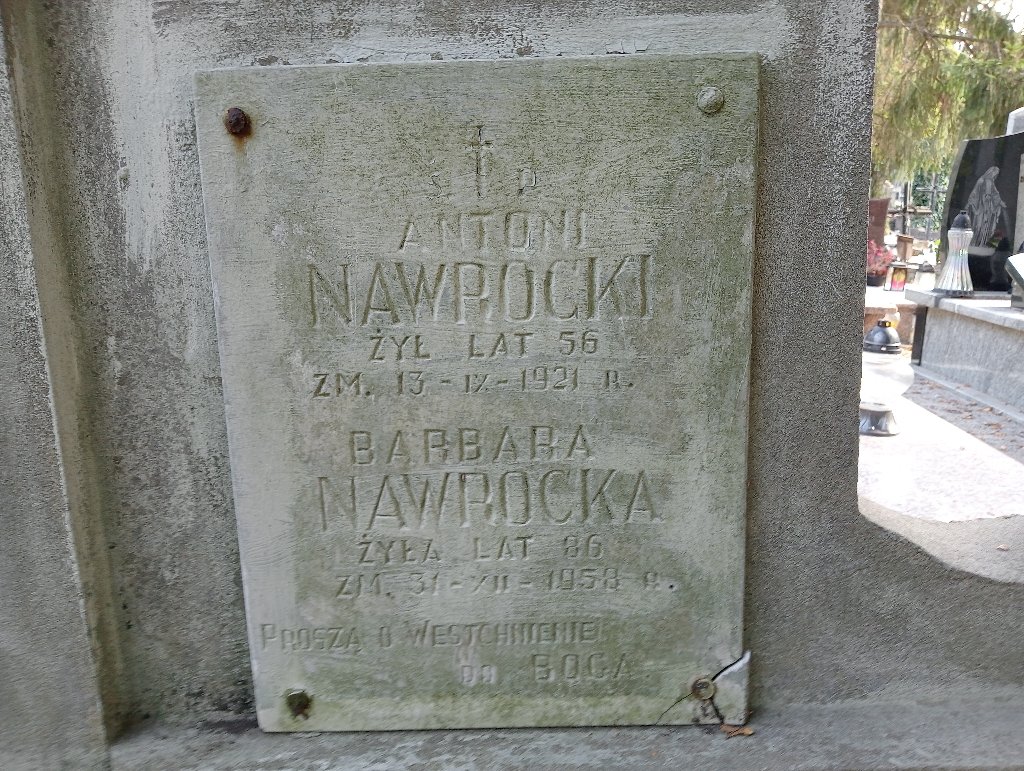 Ś P
ANTONI
NAWROCKI
ŻYŁ LAT 56
ZM. 13-IX-1921 R.
BARBARA
NAWROCKA
ŻYŁA LAT 86
ZM. 31-XII-1958 R.
PROSZĄ O WESTCHNIENIE
DO BOGA